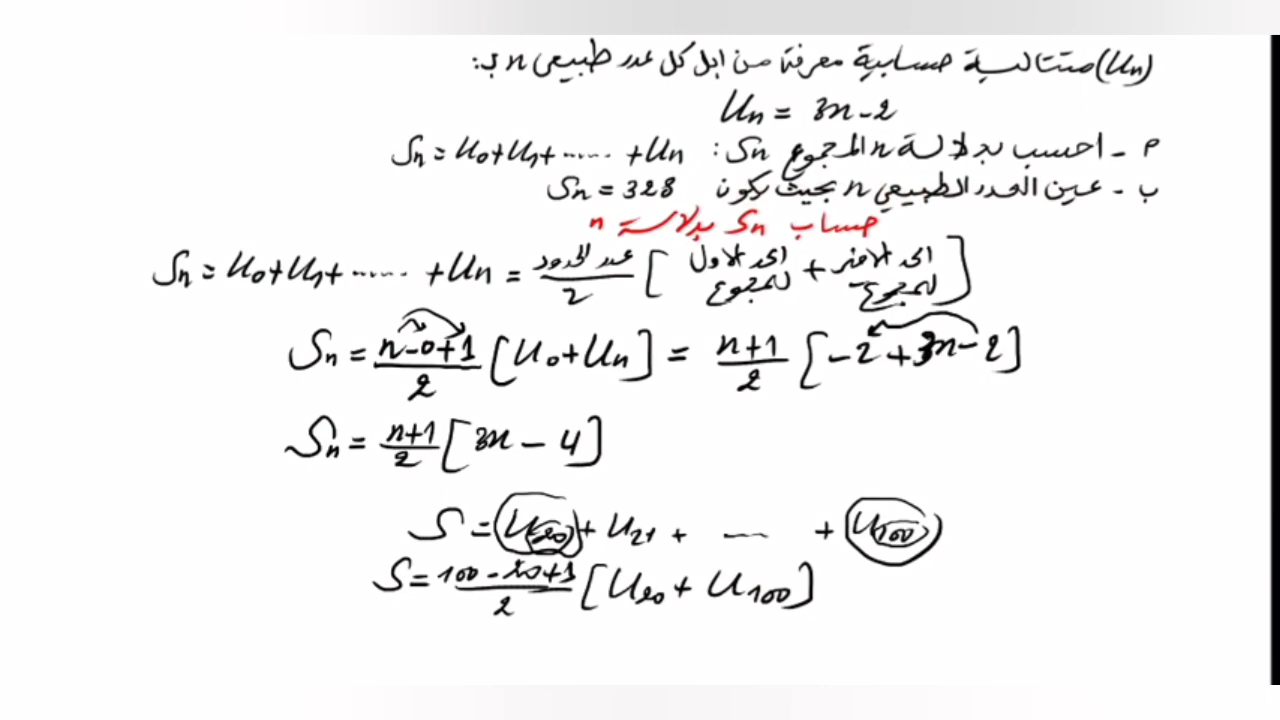 (Un) متتالية حسابية معرفة من اجل كل عدد طبيعي n بـ:
Un = 3n-2
م - احسب بدلالة n المجموع Sn : Sn = U0+U1+ ..... +Un
ب - عين العدد الطبيعي n بحيث يكون Sn = 328
حساب Sn بدلالة n
Sn = U0+U1+ ..... +Un = عدد الحدود/2 [الحد الاول للمجموع + الحد الاخير للمجموع]
Sn = (n-0+1)/2 [U0+Un] = (n+1)/2 [-2+3n-2]
Sn = (n+1)/2 [3n-4]
S = U20 + U21 + ..... + U100
S = (100-20+1)/2 [U20+U100]